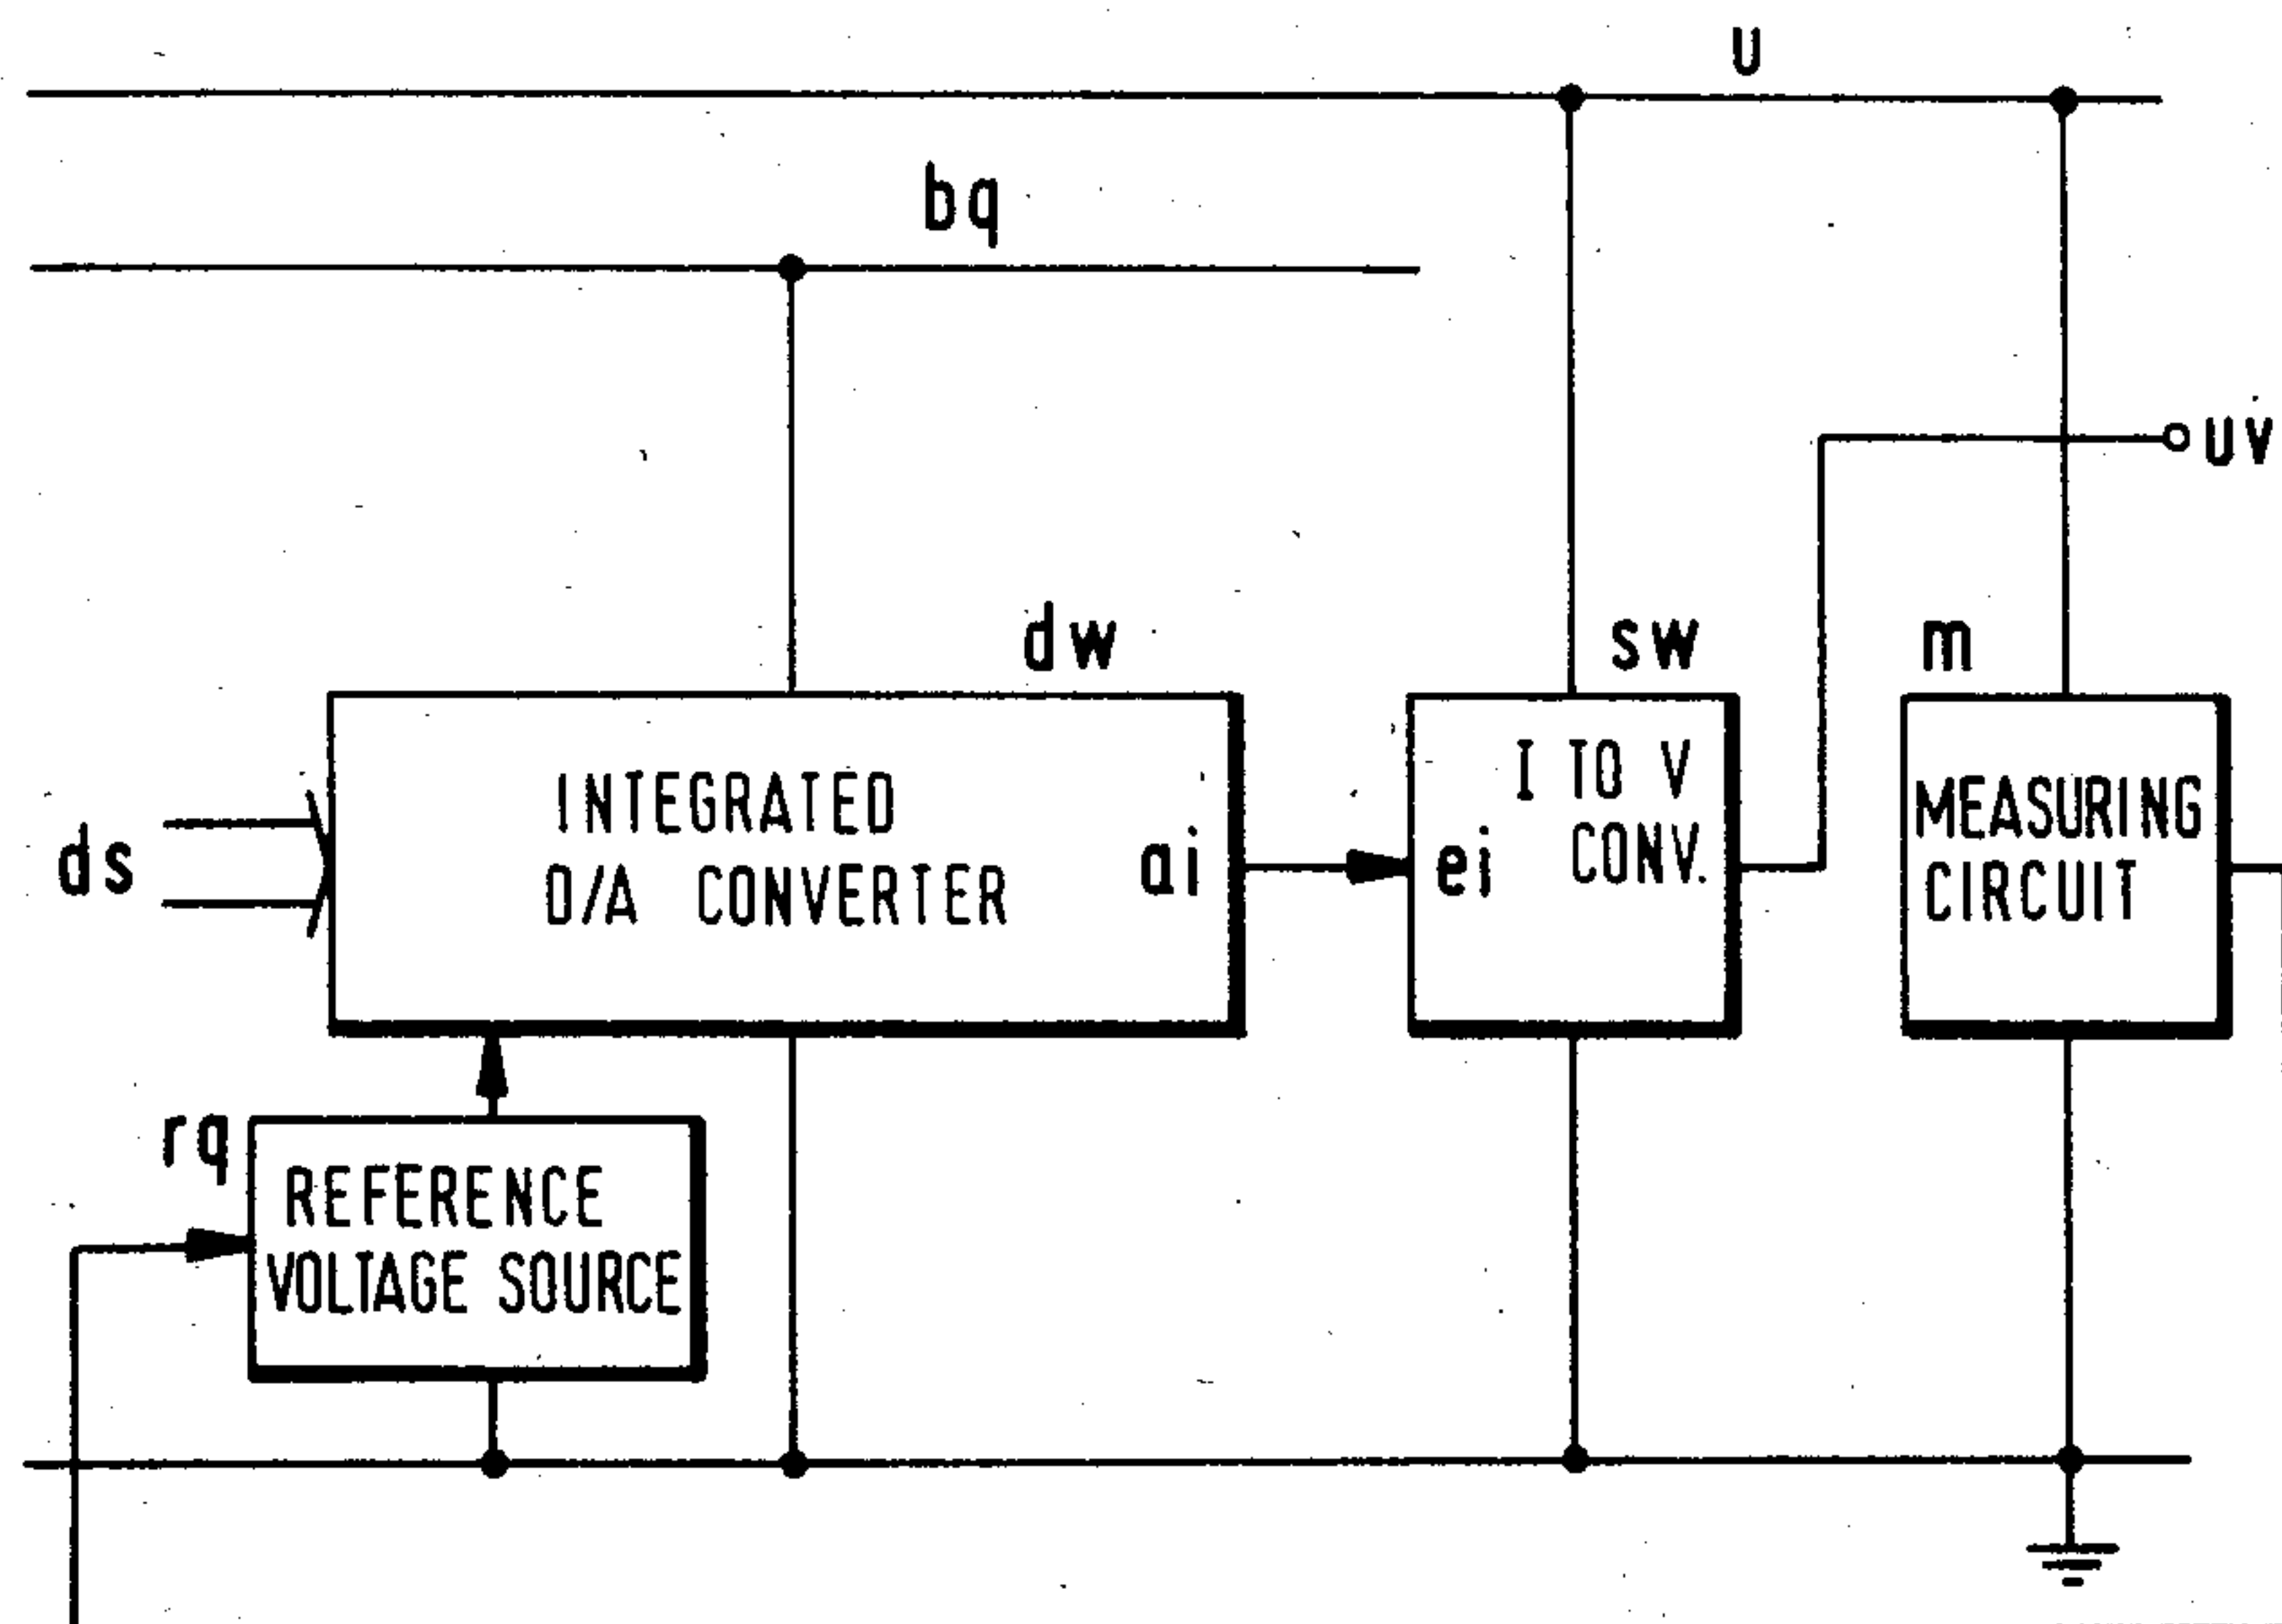 U
bq
uv
dw
sw
m
INTEGRATED
D/A CONVERTER
ai
ei
I TO V
CONV.
MEASURING
CIRCUIT
ds
rq
REFERENCE
VOLTAGE SOURCE